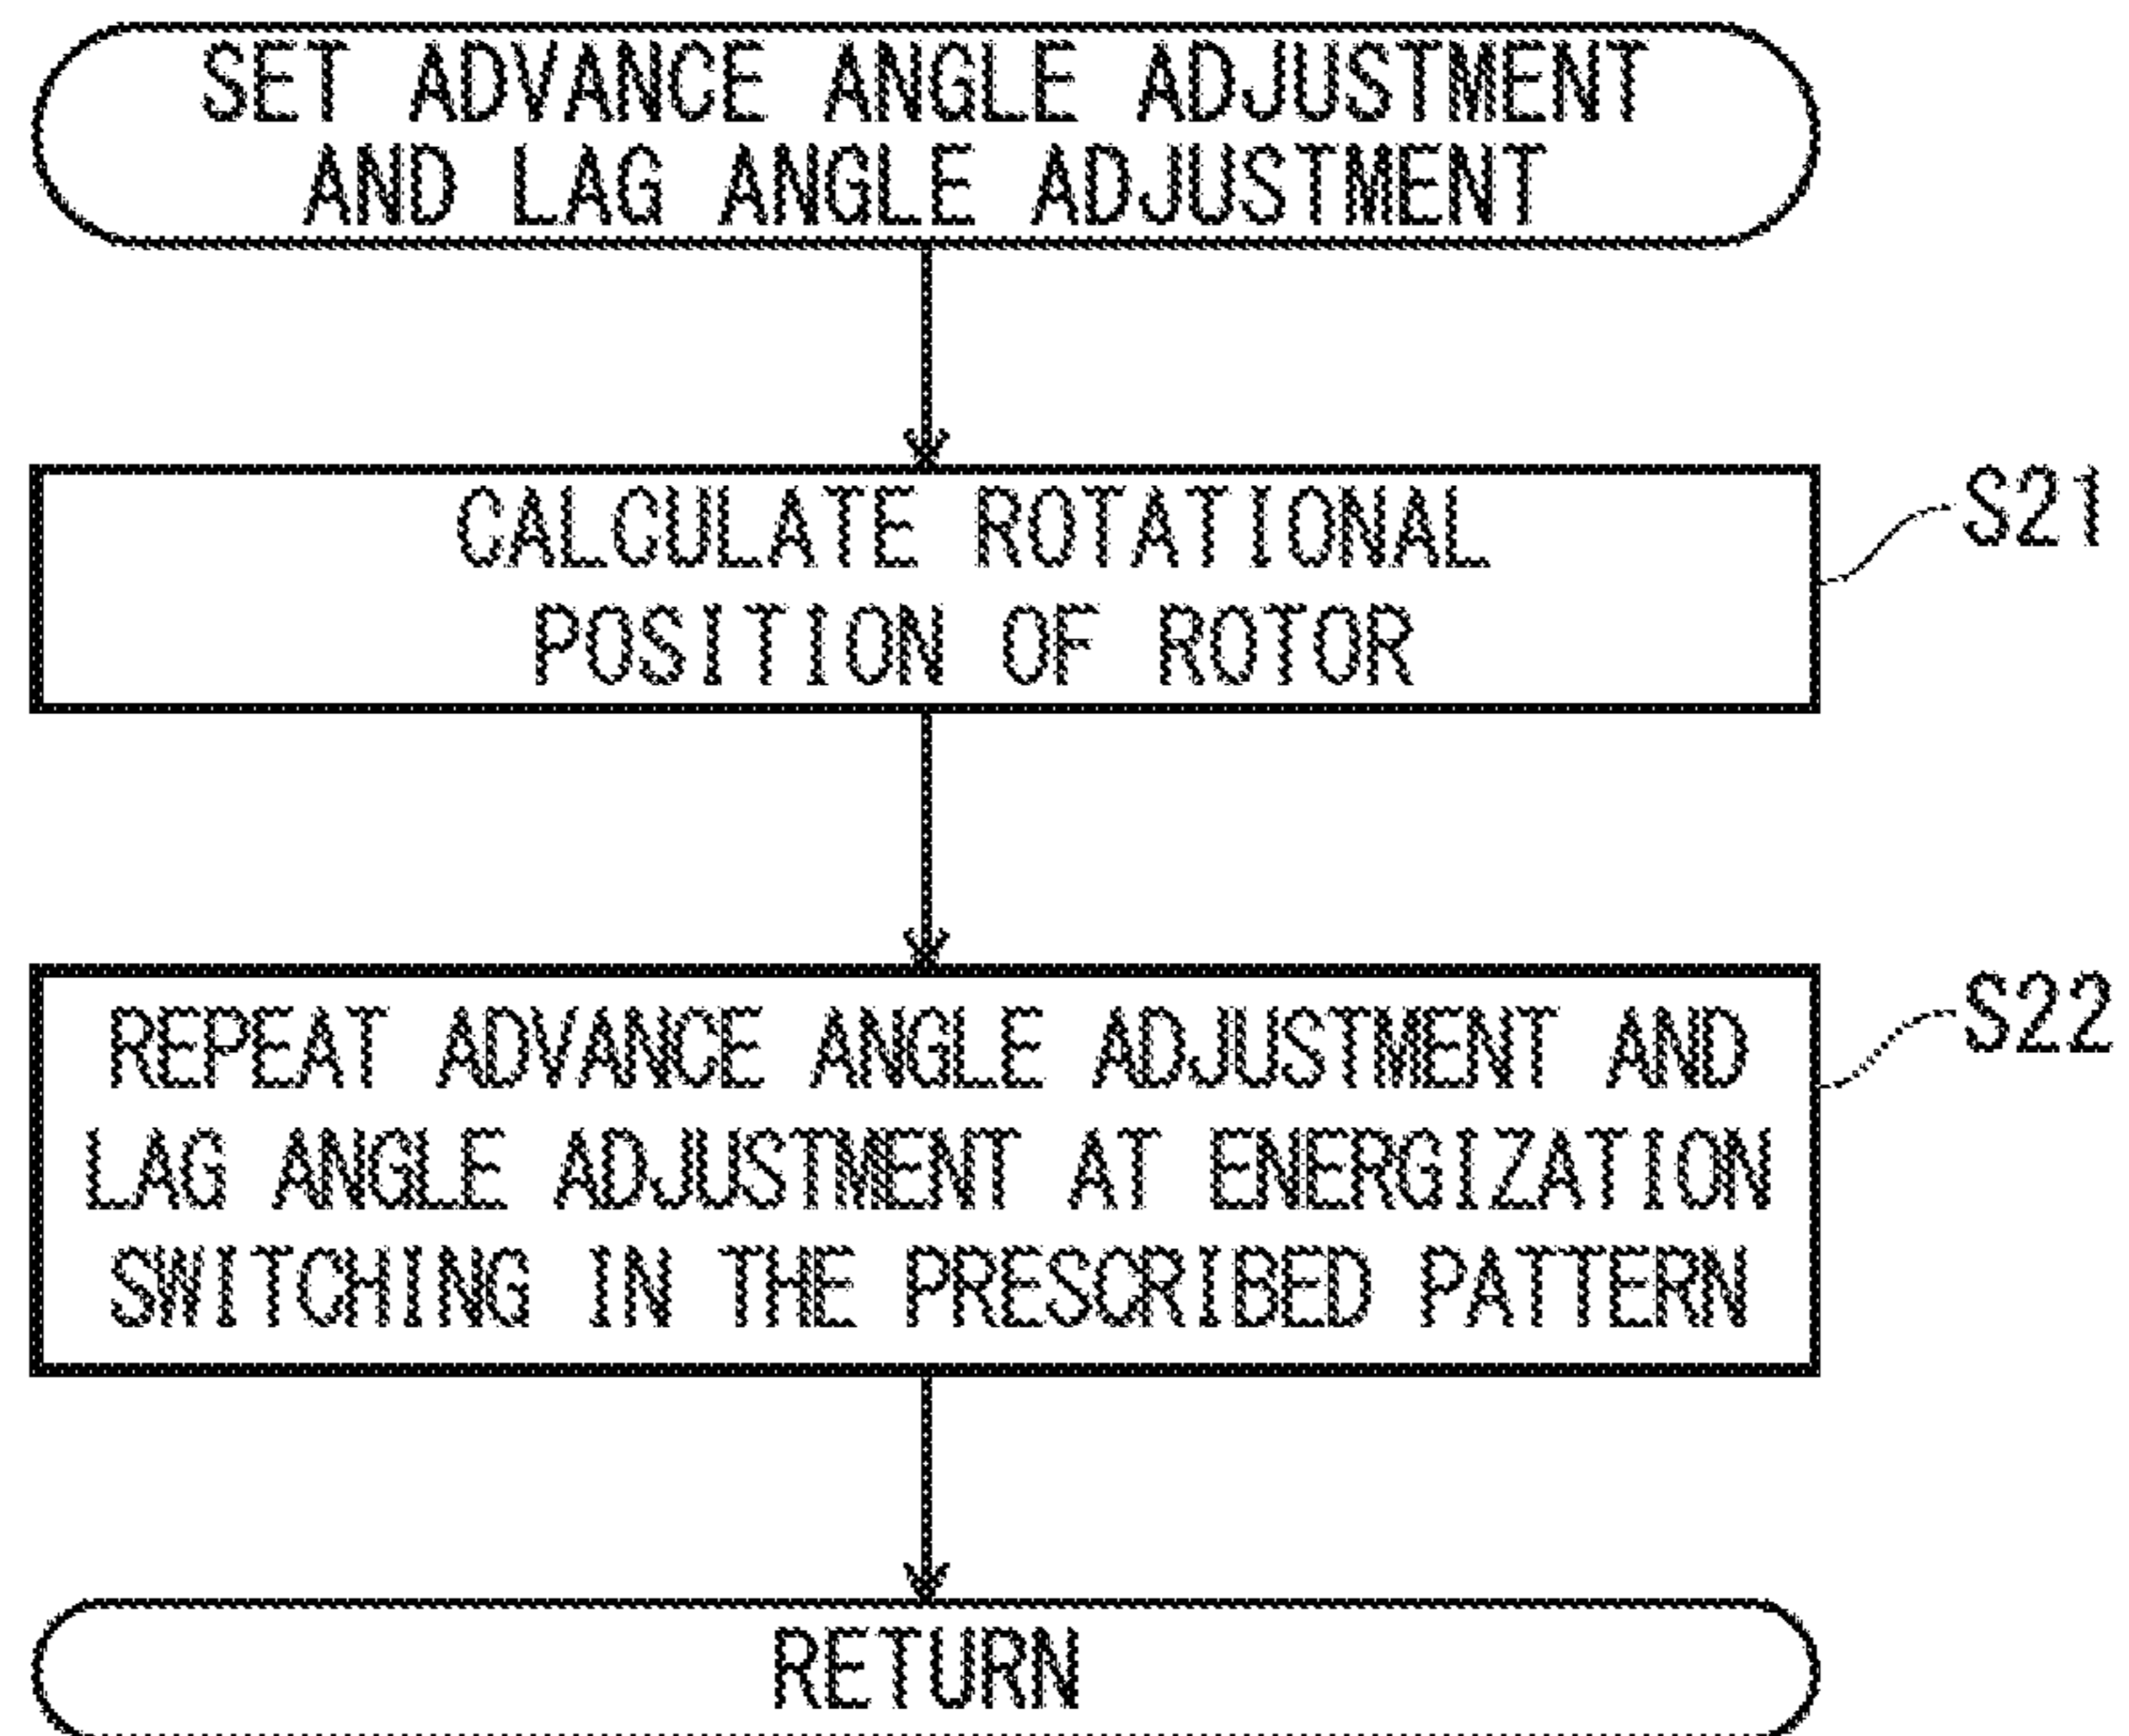 SET ADVANCE ANGLE ADJUSTMENT
AND LAG ANGLE ADJUSTMENT
CALCULATE ROTATIONAL
POSITION OF ROTOR
S21
REPEAT ADVANCE ANGLE ADJUSTMENT AND
LAG ANGLE ADJUSTMENT AT ENERGIZATION
SWITCHING IN THE PRESCRIBED PATTERN
S22
RETURN